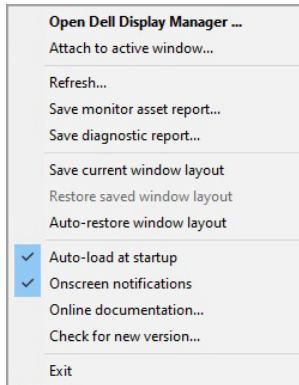 Open Dell Display Manager ...
Attach to active window...
Refresh...
Save monitor asset report...
Save diagnostic report...
Save current window layout
Restore saved window layout
Auto-restore window layout
Auto-load at startup
Onscreen notifications
Online documentation...
Check for new version...
Exit